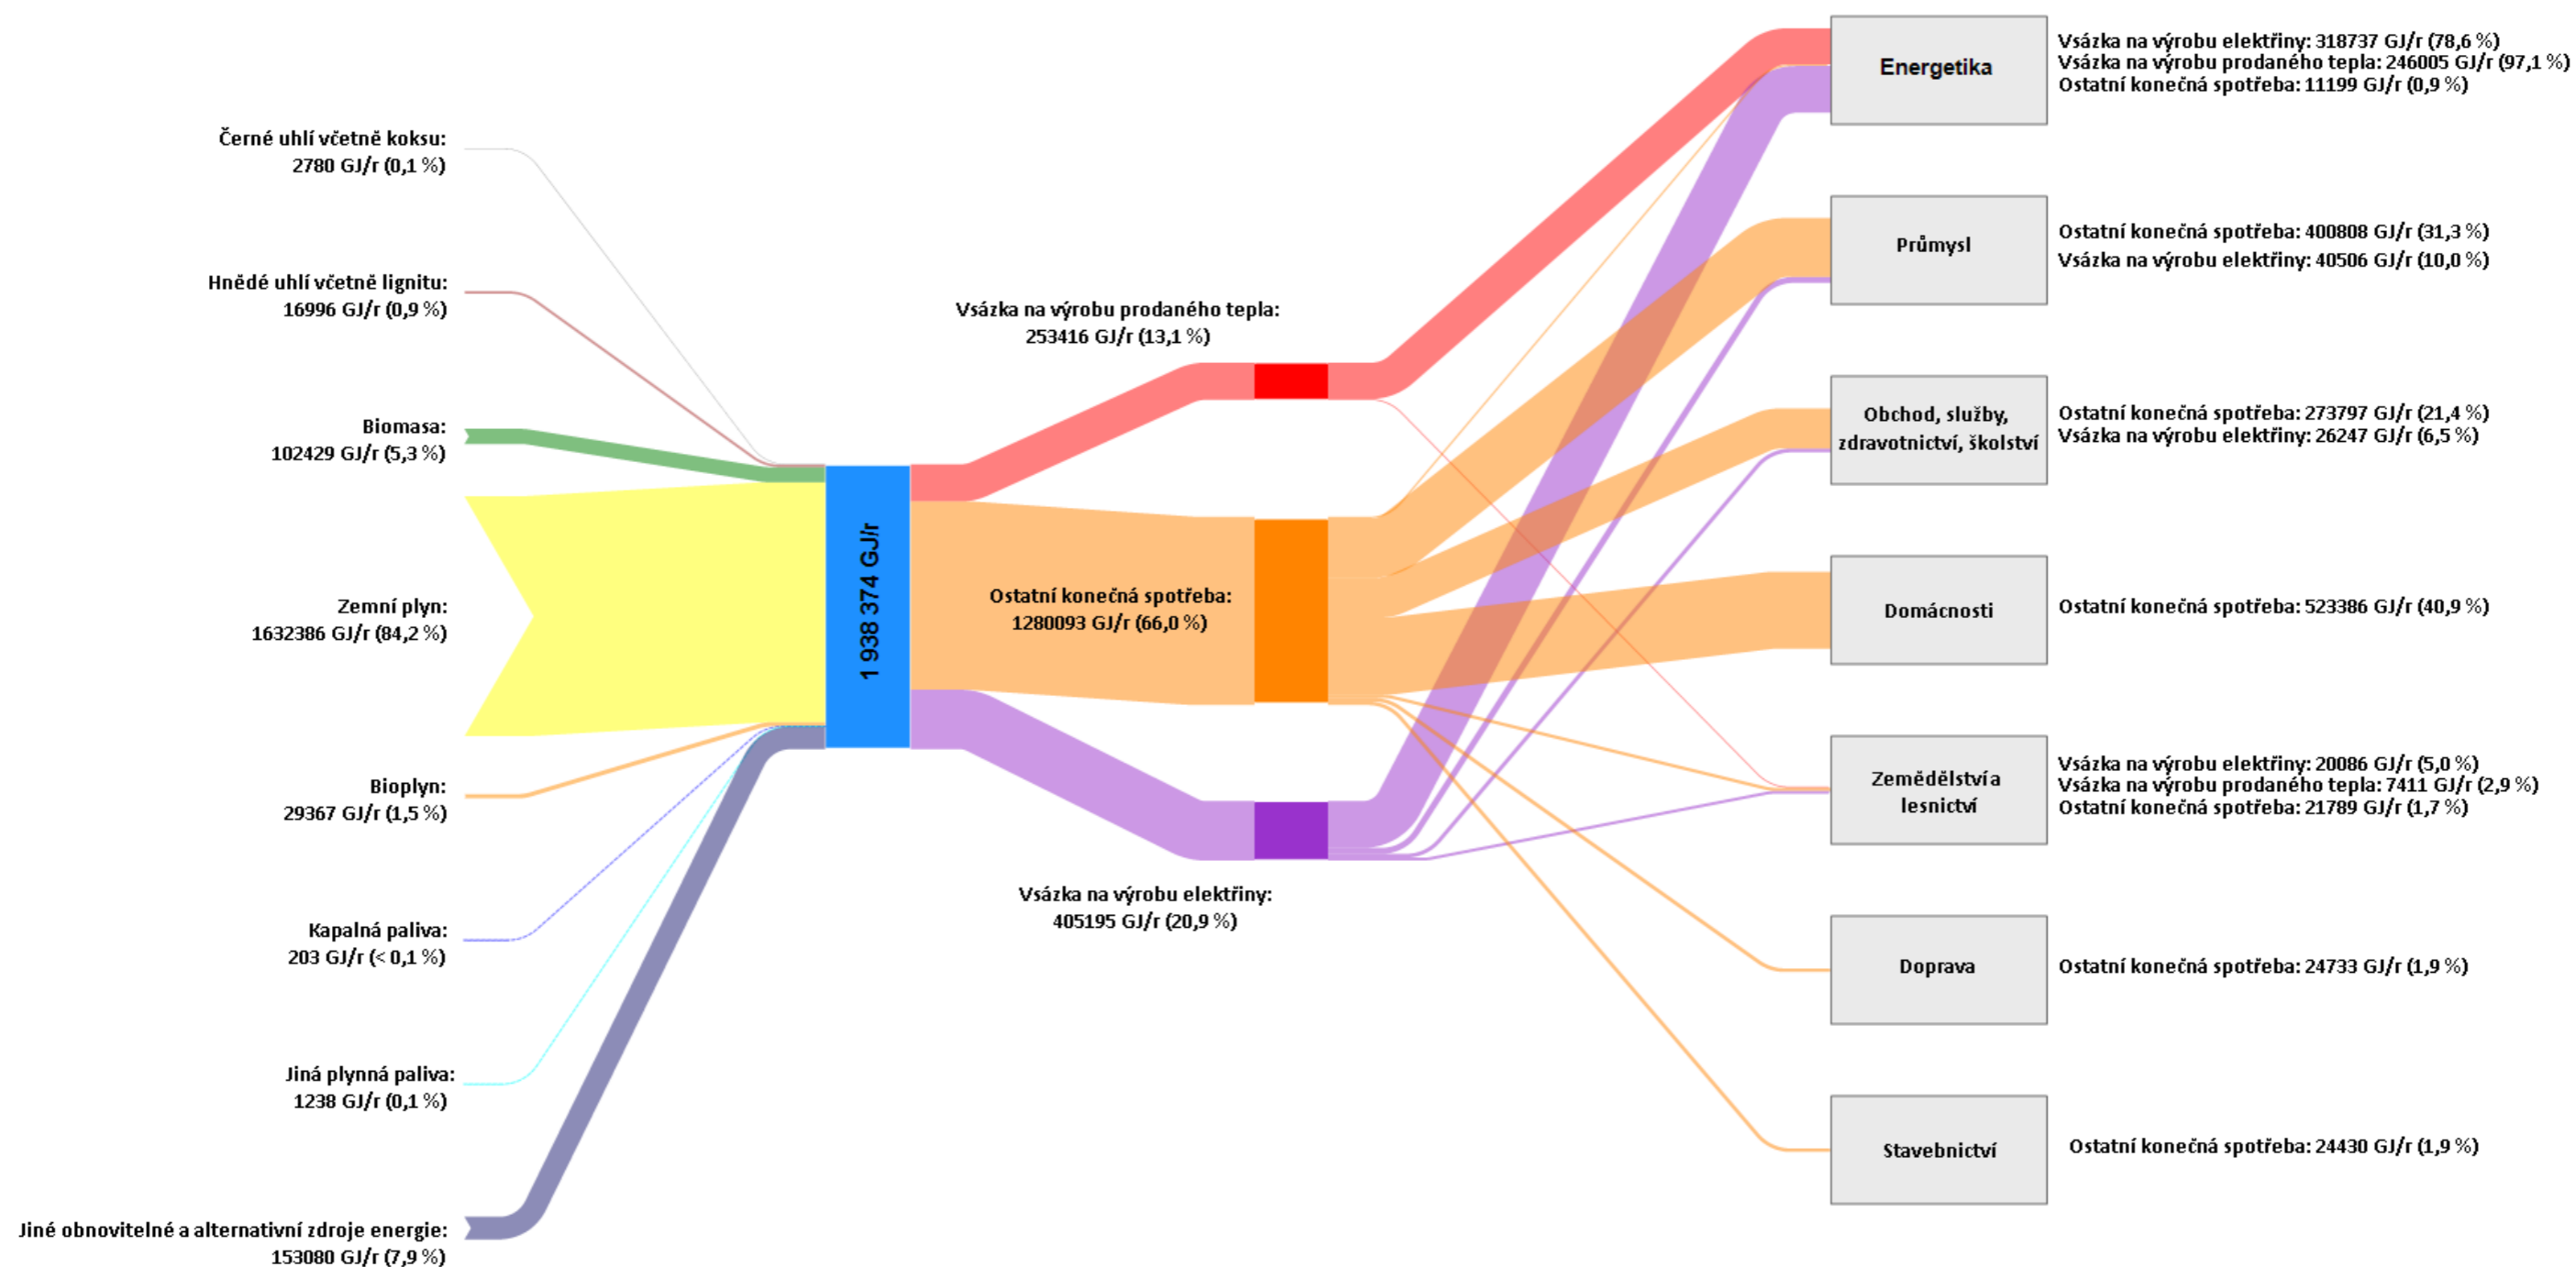 Černé uhlí včetně koksu:
2780 GJ/r (0,1 %)
Hnědé uhlí včetně lignitu:
16996 GJ/r (0,9 %)
Biomasa:
102429 GJ/r (5,3 %)
Zemní plyn:
1632386 GJ/r (84,2 %)
Bioplyn:
29367 GJ/r (1,5 %)
Kapalná paliva:
203 GJ/r (< 0,1 %)
Jiná plynná paliva:
1238 GJ/r (0,1 %)
Jiné obnovitelné a alternativní zdroje energie:
153080 GJ/r (7,9 %)
1 938 374 GJ/r
Vsázka na výrobu prodaného tepla:
253416 GJ/r (13,1 %)
Ostatní konečná spotřeba:
1280093 GJ/r (66,0 %)
Vsázka na výrobu elektřiny:
405195 GJ/r (20,9 %)
Energetika
Vsázka na výrobu elektřiny: 318737 GJ/r (78,6 %)
Vsázka na výrobu prodaného tepla: 246005 GJ/r (97,1 %)
Ostatní konečná spotřeba: 11199 GJ/r (0,9 %)
Průmysl
Ostatní konečná spotřeba: 400808 GJ/r (31,3 %)
Vsázka na výrobu elektřiny: 40506 GJ/r (10,0 %)
Obchod, služby,
zdravotnictví, školství
Ostatní konečná spotřeba: 273797 GJ/r (21,4 %)
Vsázka na výrobu elektřiny: 26247 GJ/r (6,5 %)
Domácnosti
Ostatní konečná spotřeba: 523386 GJ/r (40,9 %)
Zemědělství a
lesnictví
Vsázka na výrobu elektřiny: 20086 GJ/r (5,0 %)
Vsázka na výrobu prodaného tepla: 7411 GJ/r (2,9 %)
Ostatní konečná spotřeba: 21789 GJ/r (1,7 %)
Doprava
Ostatní konečná spotřeba: 24733 GJ/r (1,9 %)
Stavebnictví
Ostatní konečná spotřeba: 24430 GJ/r (1,9 %)